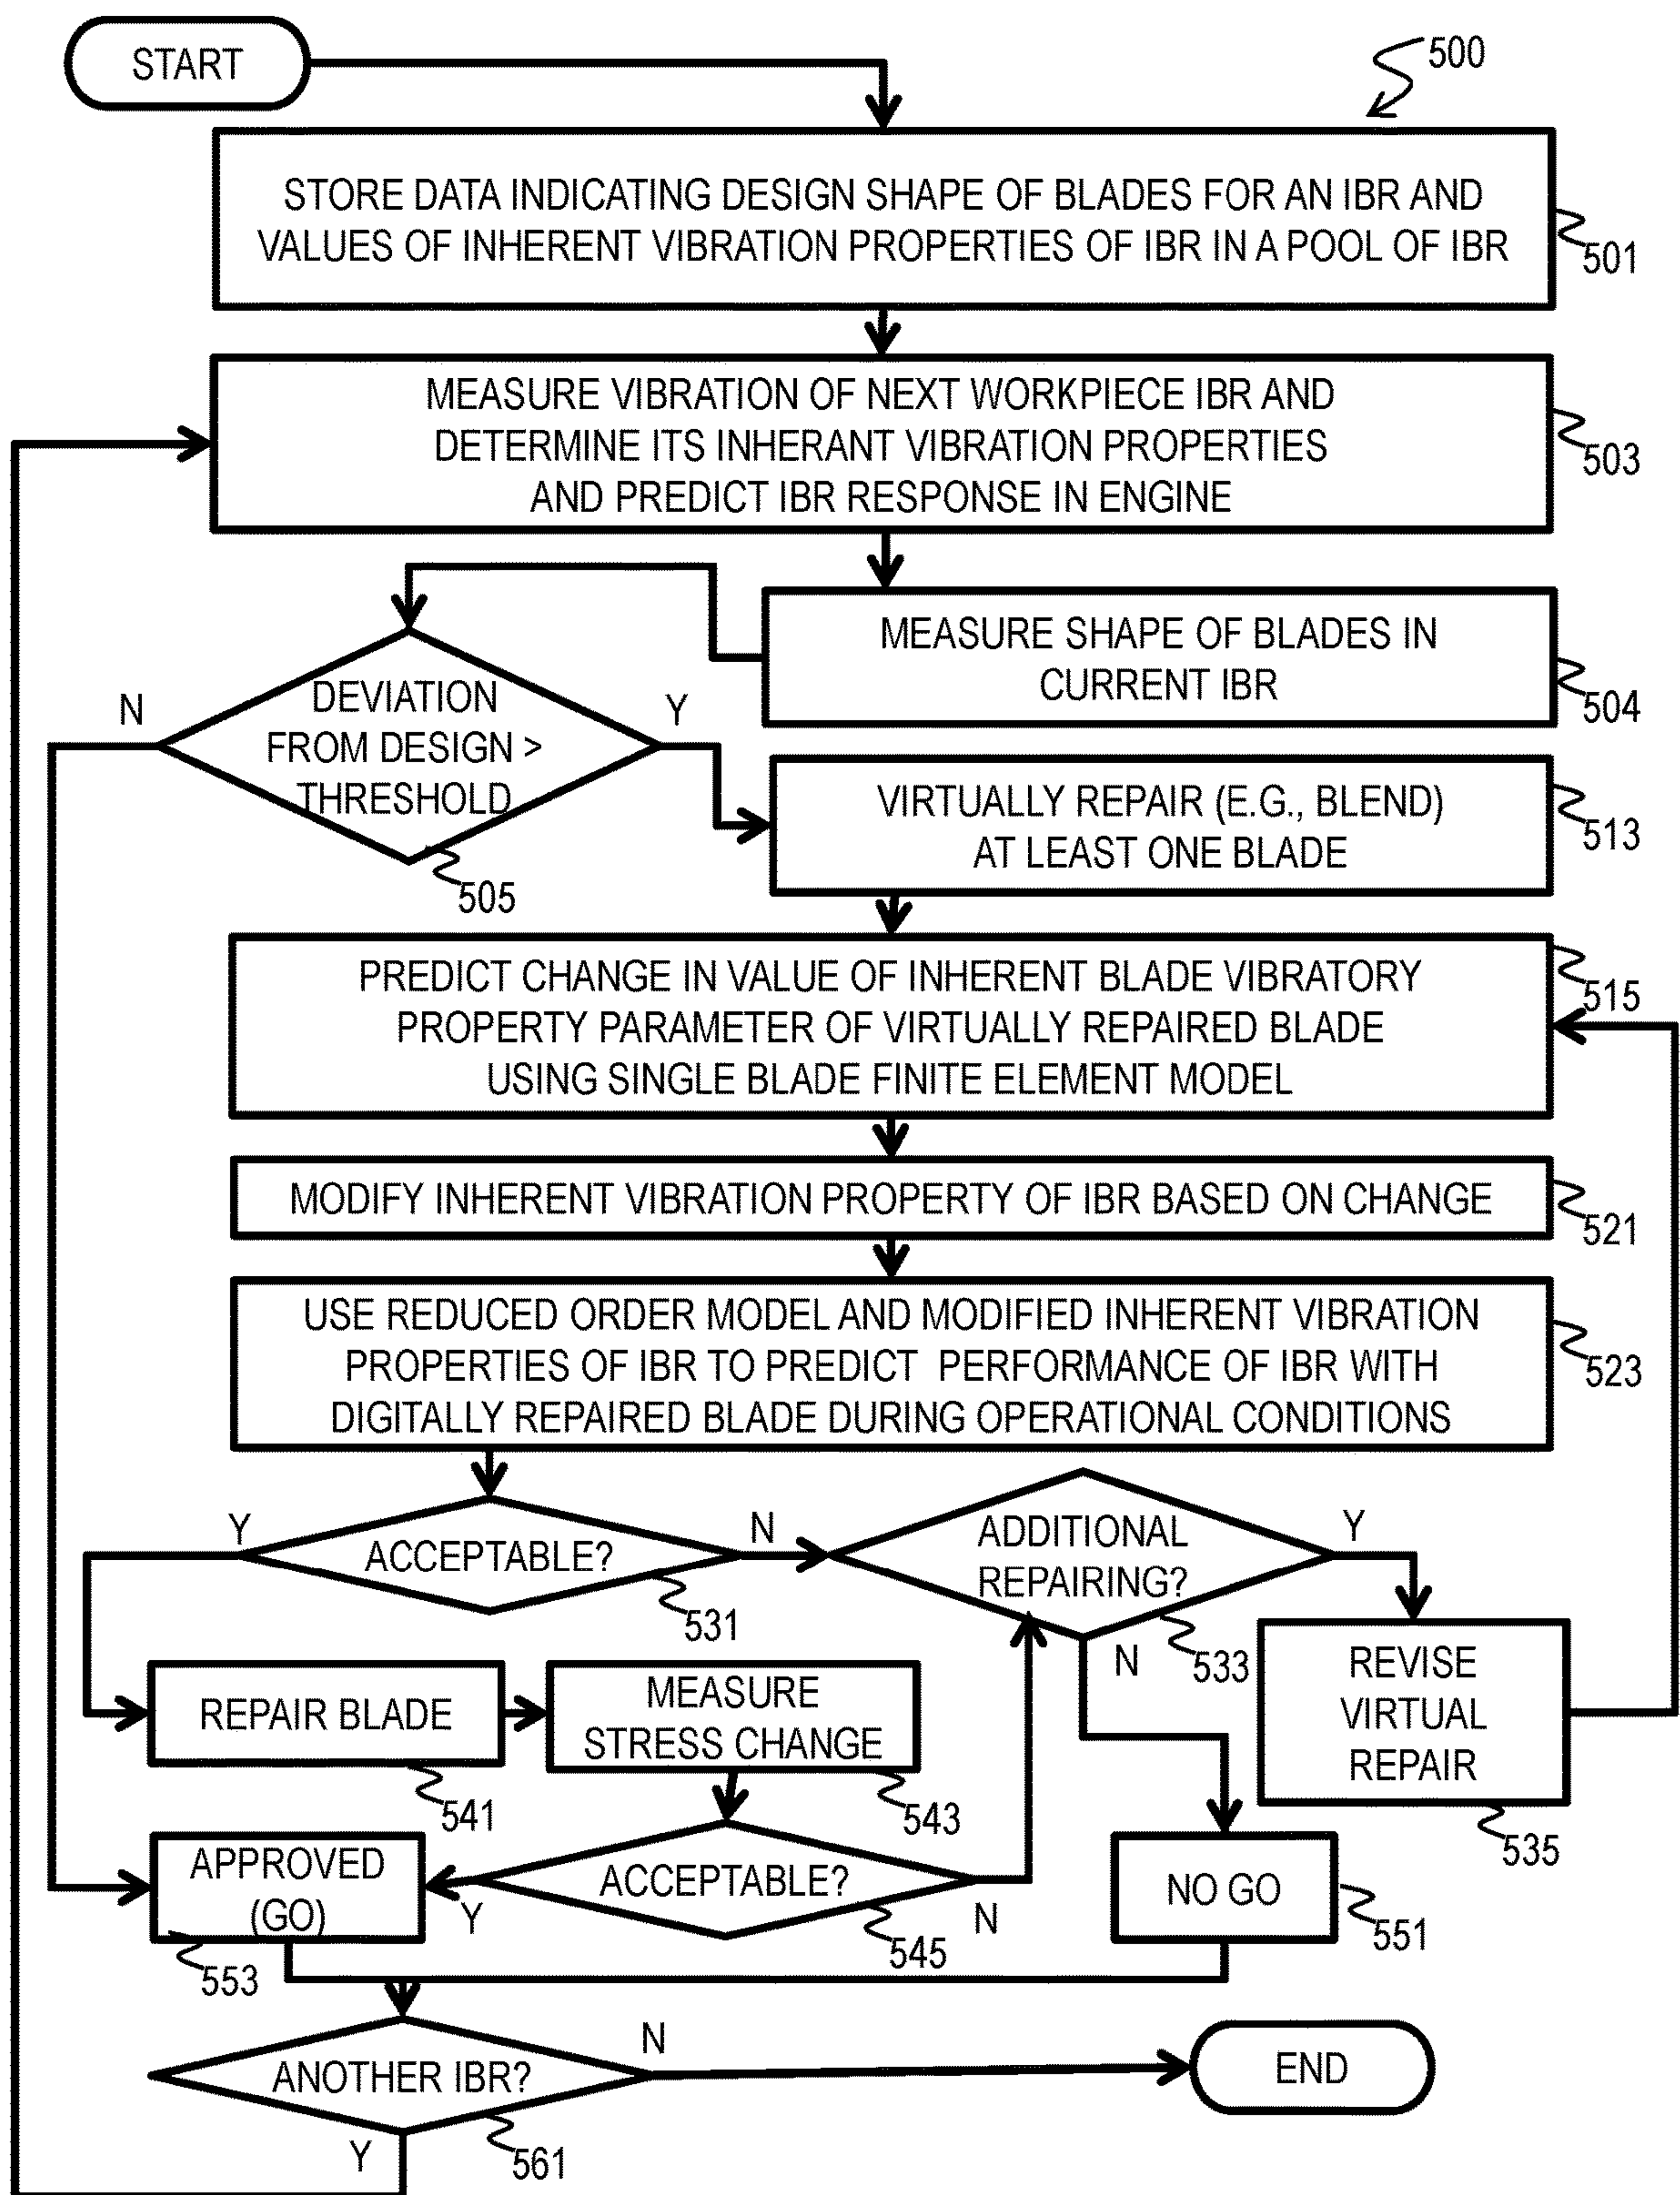 START
500
STORE DATA INDICATING DESIGN SHAPE OF BLADES FOR AN IBR AND
VALUES OF INHERENT VIBRATION PROPERTIES OF IBR IN A POOL OF IBR
501
MEASURE VIBRATION OF NEXT WORKPIECE IBR AND
DETERMINE ITS INHERANT VIBRATION PROPERTIES
AND PREDICT IBR RESPONSE IN ENGINE
503
MEASURE SHAPE OF BLADES IN
CURRENT IBR
504
N
DEVIATION
FROM DESIGN >
THRESHOLD
Y
505
VIRTUALLY REPAIR (E.G., BLEND)
AT LEAST ONE BLADE
513
PREDICT CHANGE IN VALUE OF INHERENT BLADE VIBRATORY
PROPERTY PARAMETER OF VIRTUALLY REPAIRED BLADE
USING SINGLE BLADE FINITE ELEMENT MODEL
515
MODIFY INHERENT VIBRATION PROPERTY OF IBR BASED ON CHANGE
521
USE REDUCED ORDER MODEL AND MODIFIED INHERENT VIBRATION
PROPERTIES OF IBR TO PREDICT PERFORMANCE OF IBR WITH
DIGITALLY REPAIRED BLADE DURING OPERATIONAL CONDITIONS
523
Y
ACCEPTABLE?
N
531
ADDITIONAL
REPAIRING?
Y
N
533
REVISE
VIRTUAL
REPAIR
535
REPAIR BLADE
541
MEASURE
STRESS CHANGE
543
APPROVED
(GO)
553
Y
ACCEPTABLE?
N
545
NO GO
551
ANOTHER IBR?
N
Y
561
END